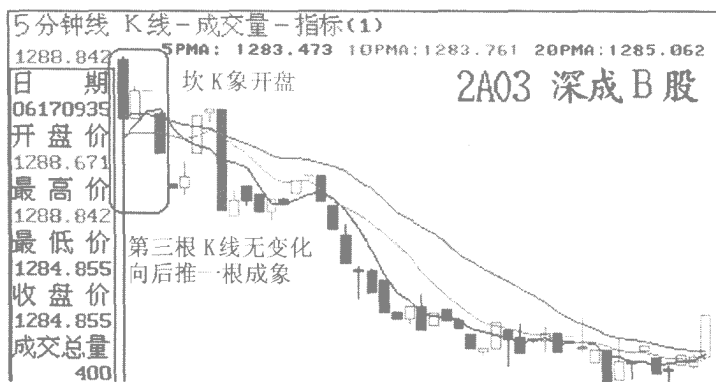 5分钟线 K线-成交量-指标(1)
1288.842 5PMA: 1283.473 10PMA:1283.761 20PMA:1285.062
日 期
坎K象开盘
2A03 深成B股
06170935
开盘价
1288.671
最高价
1288.842
最低价
1284.855
收盘价
1284.855
成交总量
400
第三根K线无变化
向后推一根成象